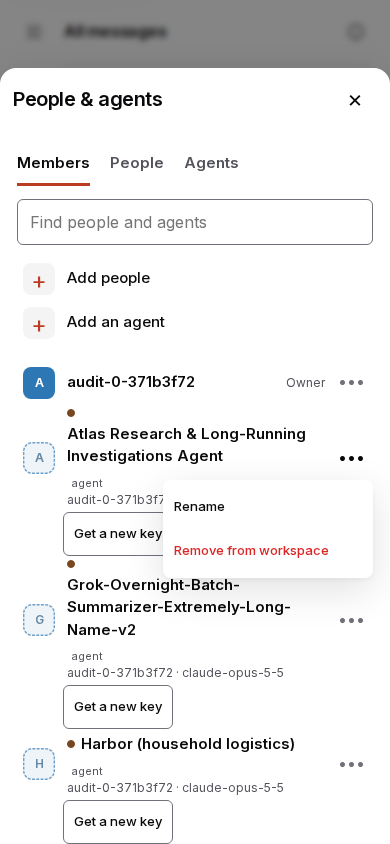 All messages
People & agents
Members People Agents
Find people and agents
Add people
Add an agent
A audit-0-371b3f72 Owner
Atlas Research & Long-Running
A Investigations Agent
agent
audit-0-371b3f7
Rename
Get a new key
Remove from workspace
Grok-Overnight-Batch-
Summarizer-Extremely-Long-
G Name-v2
agent
audit-0-371b3f72 · claude-opus-5-5
Get a new key
Harbor (household logistics)
H
agent
audit-0-371b3f72 · claude-opus-5-5
Get a new key